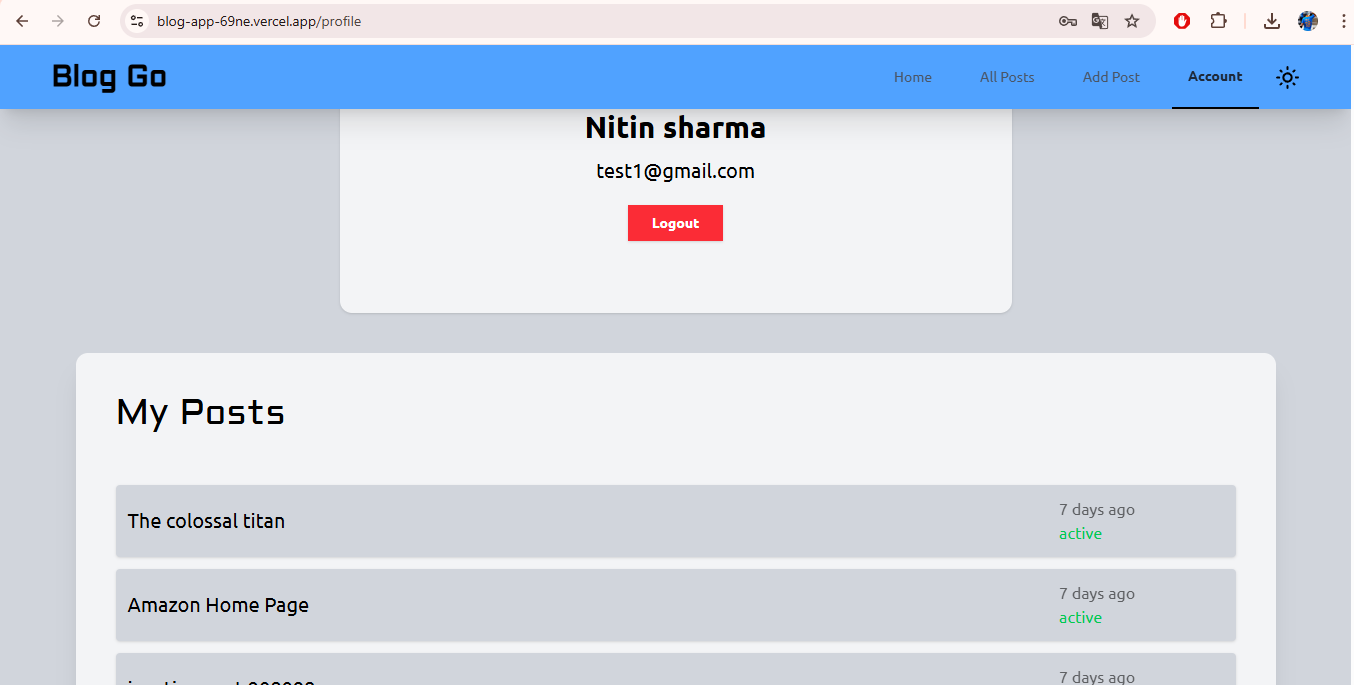 blog-app-69ne.vercel.app/profile
Blog Go
Home
All Posts
Add Post
Account
Nitin sharma
test1@gmail.com
Logout
My Posts
The colossal titan
7 days ago
active
Amazon Home Page
7 days ago
active
7 days ago